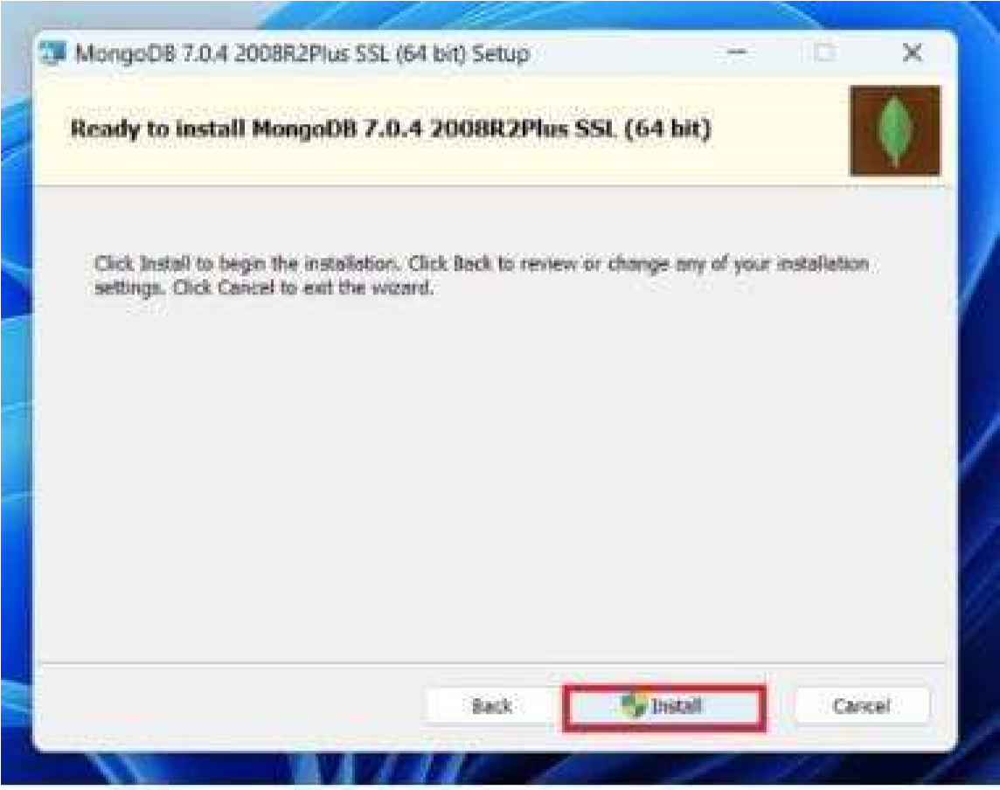 MongoDB 7.0.4 2008R2Plus SSL (64 bit) Setup
Ready to install MongoDB 7.0.4 2008R2Plus SSL (64 bit)
Click Install to begin the installation. Click Back to review or change any of your installation
settings. Click Cancel to exit the wizard.
Back Install Cancel